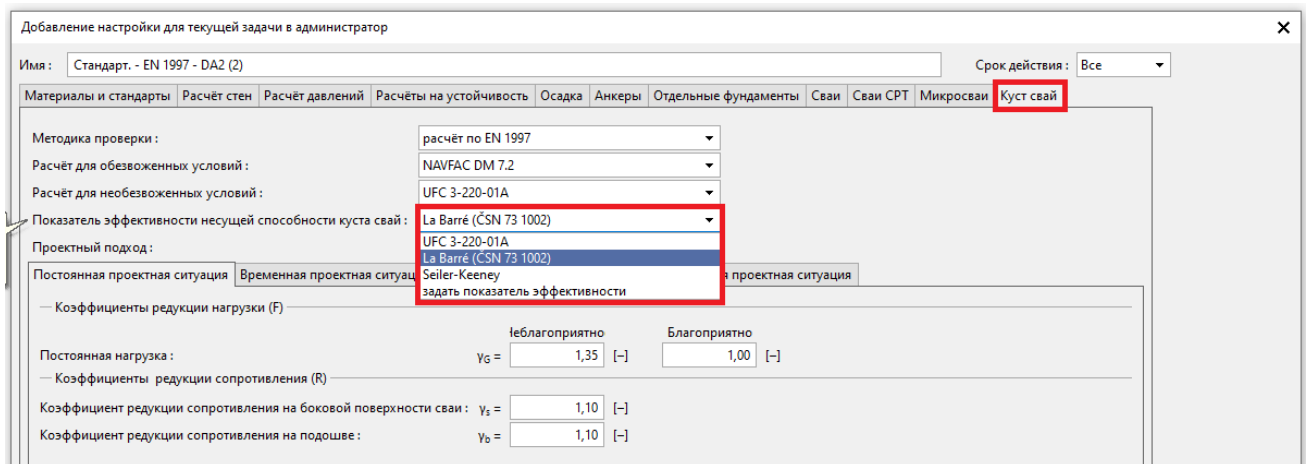 Добавление настройки для текущей задачи в администратор
Имя : Стандарт. - EN 1997 - DA2 (2) Срок действия : Все
Материалы и стандарты Расчёт стен Расчёт давлений Расчёты на устойчивость Осадка Анкеры Отдельные фундаменты Сваи Сваи CPT Микросваи Куст свай
Методика проверки : расчёт по EN 1997
Расчёт для обезвоженных условий : NAVFAC DM 7.2
Расчёт для необезвоженных условий : UFC 3-220-01A
Показатель эффективности несущей способности куста свай : La Barré (ČSN 73 1002)
UFC 3-220-01A
Проектный подход :
La Barré (ČSN 73 1002)
Постоянная проектная ситуация Временная проектная ситуац Seiler-Keeney я проектная ситуация
задать показатель эффективности
Коэффициенты редукции нагрузки (F)
Неблагоприятно Благоприятно
Постоянная нагрузка : γG = 1,35 [–] 1,00 [–]
Коэффициенты редукции сопротивления (R)
Коэффициент редукции сопротивления на боковой поверхности сваи : γs = 1,10 [–]
Коэффициент редукции сопротивления на подошве : γb = 1,10 [–]